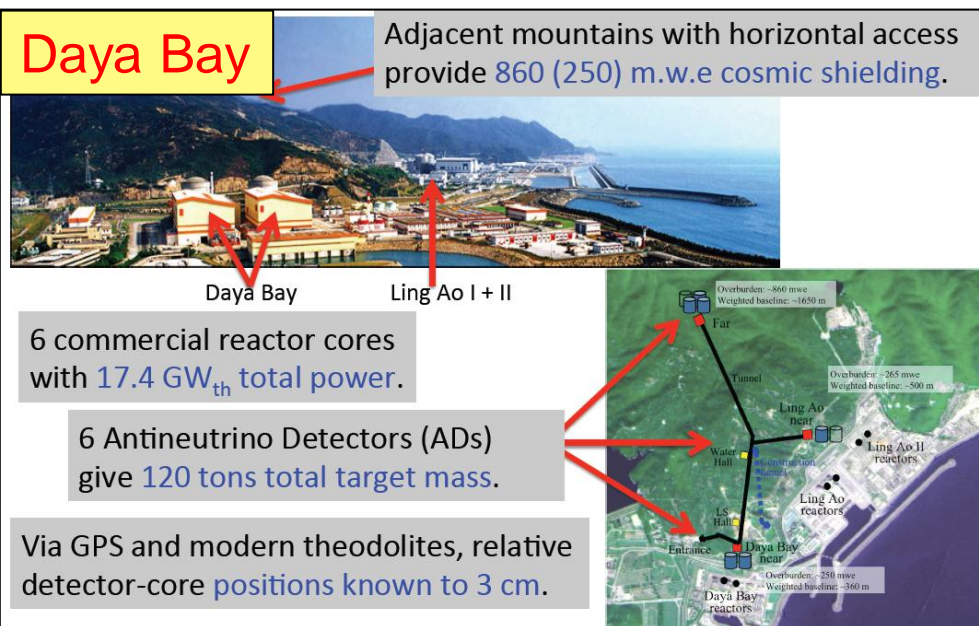 Daya Bay
Adjacent mountains with horizontal access
provide 860 (250) m.w.e cosmic shielding.
Daya Bay
Ling Ao I + II
6 commercial reactor cores
with 17.4 GWth total power.
6 Antineutrino Detectors (ADs)
give 120 tons total target mass.
Via GPS and modern theodolites, relative
detector-core positions known to 3 cm.
Overburden: ~860 mwe
Weighted baseline: ~1650 m
Far
Tunnel
Overburden: ~265 mwe
Weighted baseline: ~500 m
Ling Ao
near
Water
Hall
Construction
tunnel
Ling Ao II
reactors
Ling Ao
reactors
LS
Hall
Entrance
Daya Bay
near
Overburden: ~250 mwe
Weighted baseline: ~360 m
Daya Bay
reactors